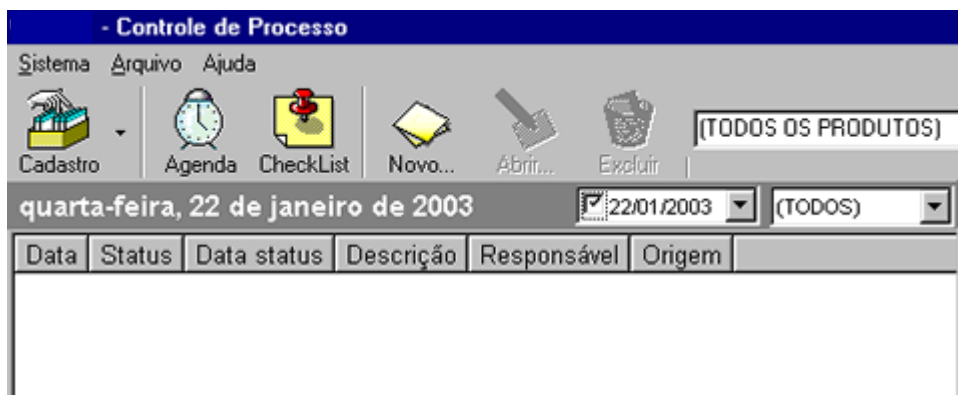 - Controle de Processo
Sistema Arquivo Ajuda
Cadastro Agenda CheckList Novo... Abrir... Excluir (TODOS OS PRODUTOS)
quarta-feira, 22 de janeiro de 2003 22/01/2003 (TODOS)
Data Status Data status Descrição Responsável Origem